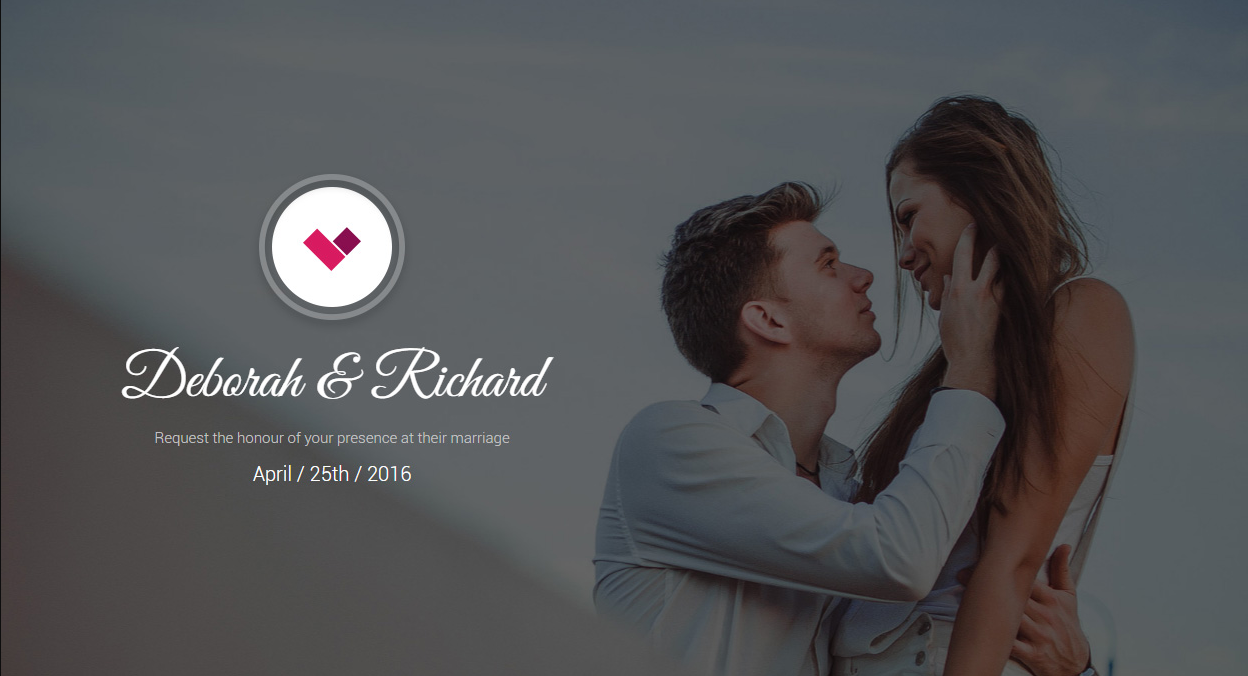 Deborah & Richard
Request the honour of your presence at their marriage
April / 25th / 2016